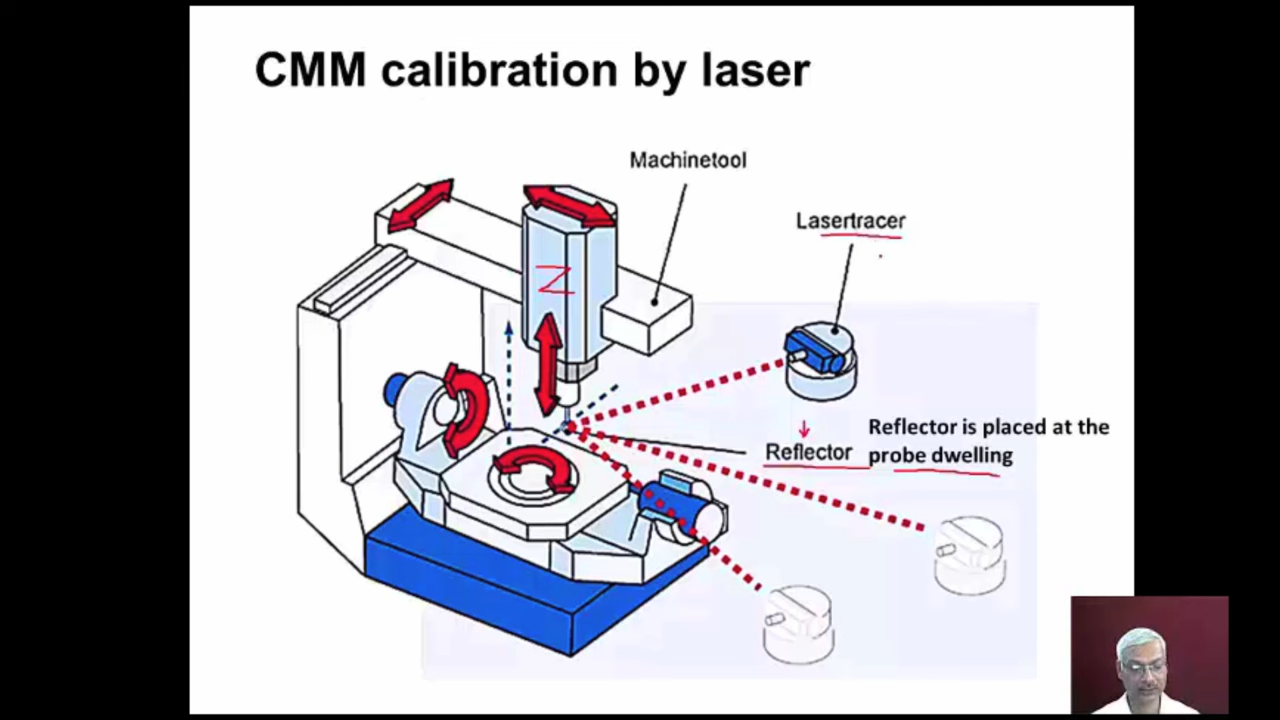 CMM calibration by laser
Machinetool
Lasertracer
Z
Reflector
Reflector is placed at the
probe dwelling